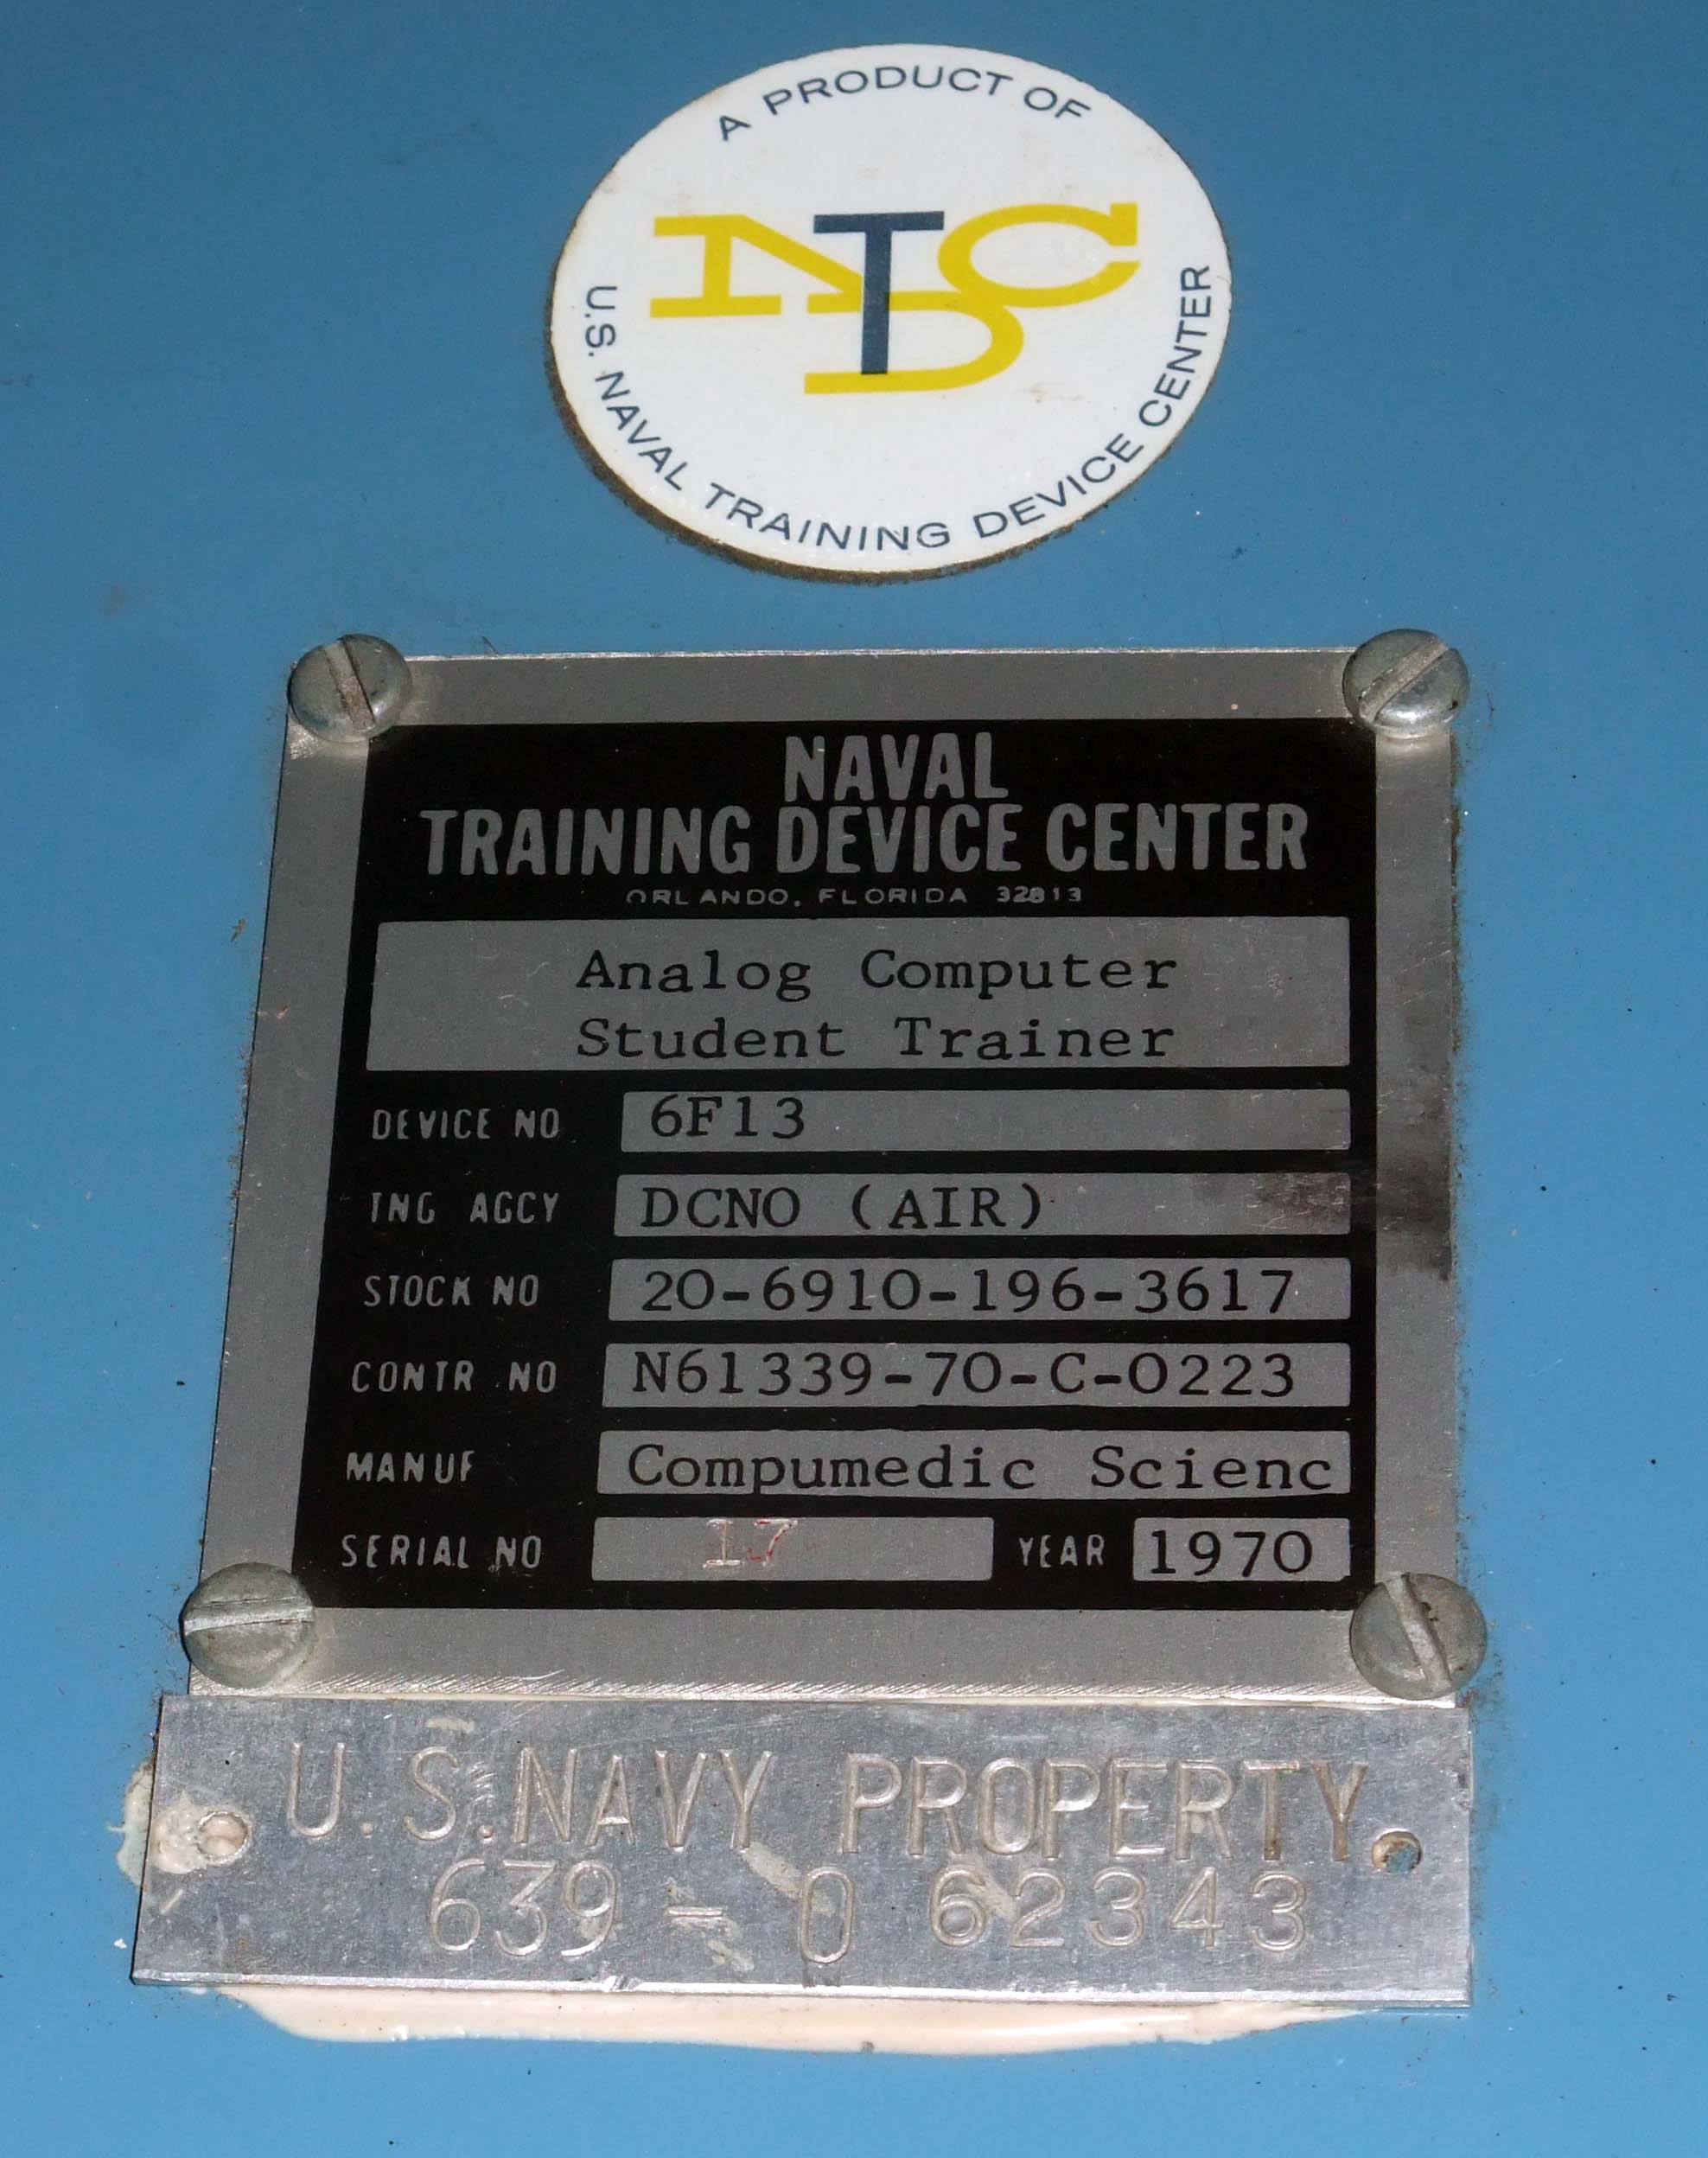 A PRODUCT OF
NTDC
U.S. NAVAL TRAINING DEVICE CENTER
NAVAL
TRAINING DEVICE CENTER
ORLANDO, FLORIDA 32813
Analog Computer
Student Trainer
DEVICE NO 6F13
TNG AGCY DCNO (AIR)
STOCK NO 20-6910-196-3617
CONTR NO N61339-70-C-0223
MANUF Compumedic Scienc
SERIAL NO 17 YEAR 1970
U.S. NAVY PROPERTY.
639-0 62343